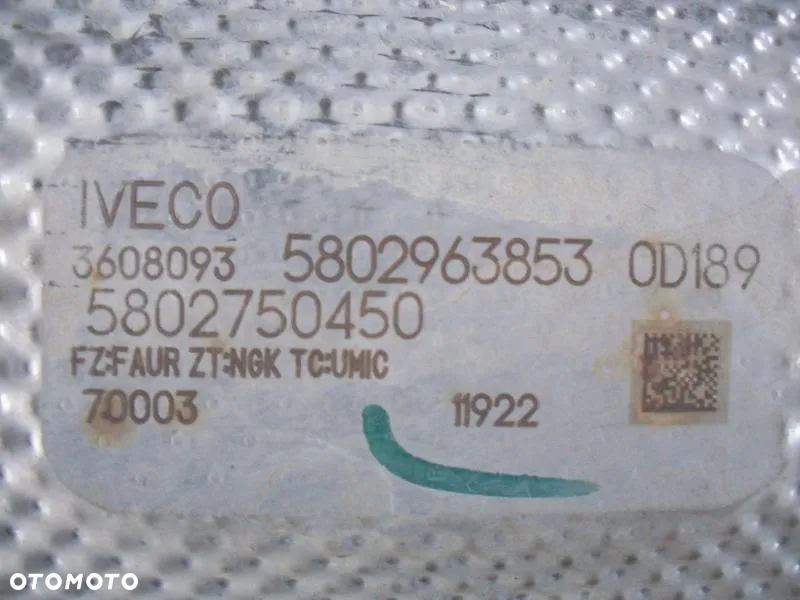 IVECO
3608093 5802963853 0D189
5802750450
FZ:FAUR ZT:NGK TC:UMIC
70003 11922
OTOMOTO